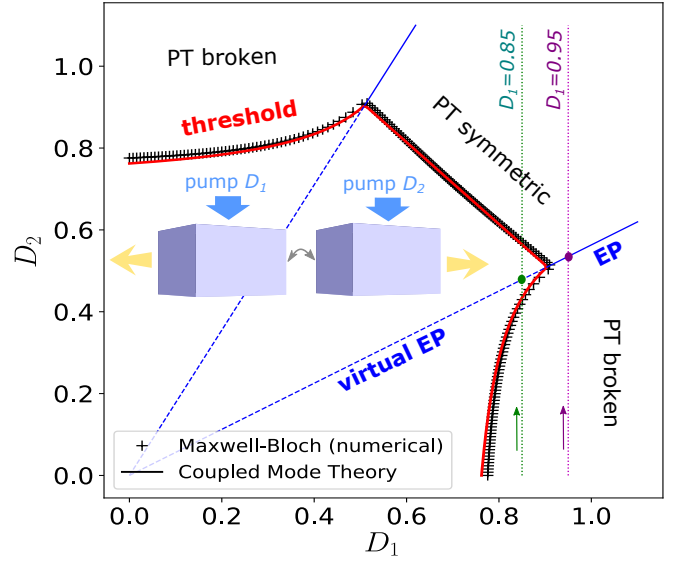 PT broken
threshold
PT symmetric
D₁=0.85
D₁=0.95
pump D₁
pump D₂
EP
virtual EP
PT broken
Maxwell-Bloch (numerical)
Coupled Mode Theory
D₂
1.0
0.8
0.6
0.4
0.2
0.0
0.0
0.2
0.4
0.6
0.8
1.0
D₁